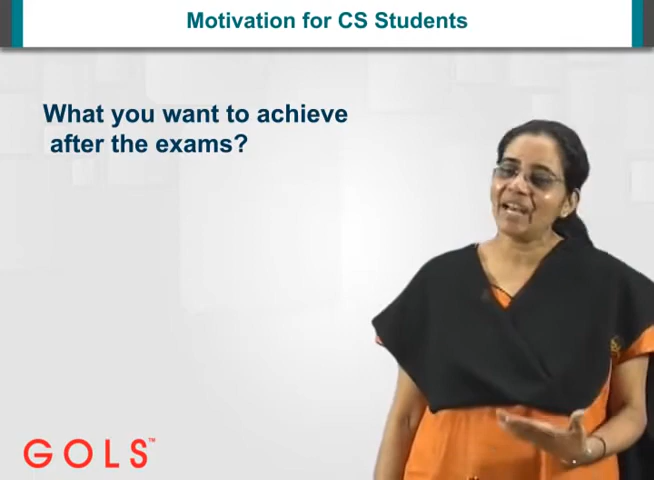 Motivation for CS Students
What you want to achieve
after the exams?
GOLS™